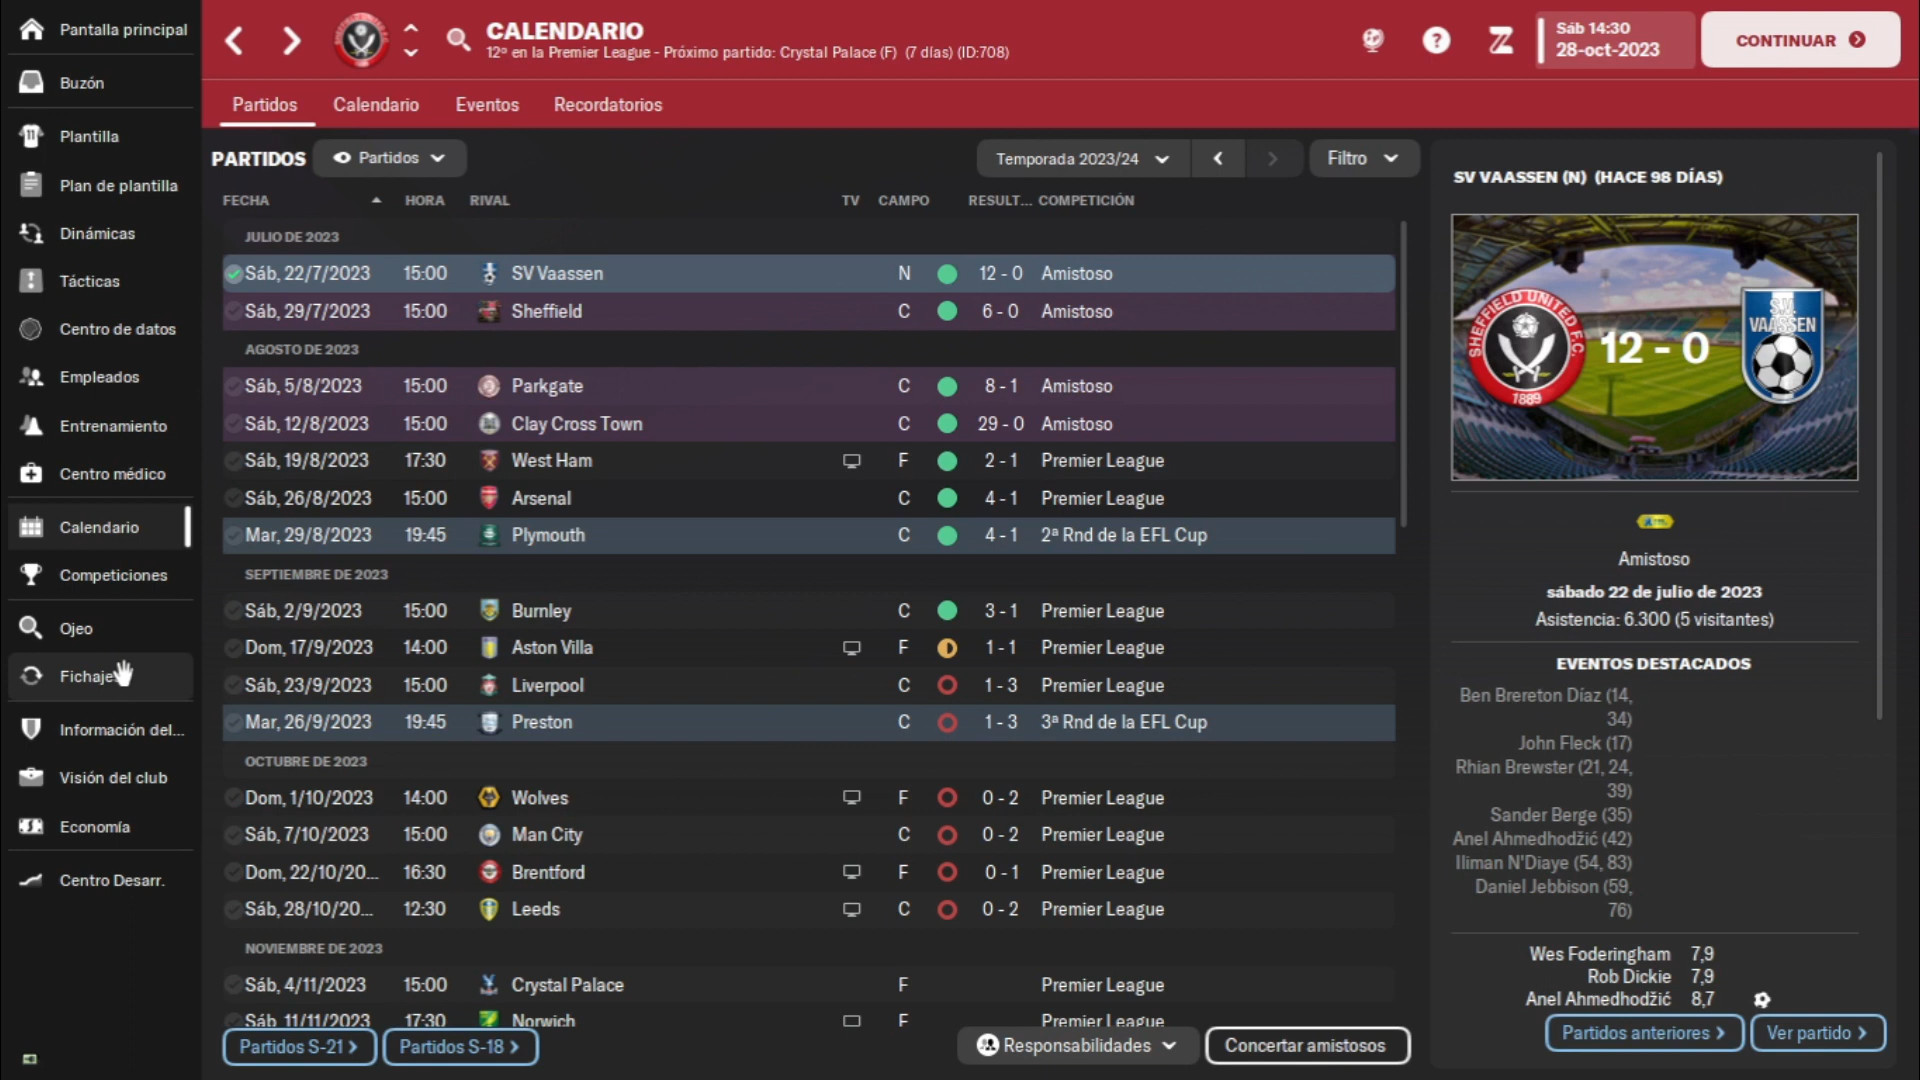 Pantalla principal
Buzón
Plantilla
Plan de plantilla
Dinámicas
Tácticas
Centro de datos
Empleados
Entrenamiento
Centro médico
Calendario
Competiciones
Ojeo
Fichaje
Información del...
Visión del club
Economía
Centro Desarr.
CALENDARIO
12º en la Premier League - Próximo partido: Crystal Palace (F) (7 días) (ID:708)
Sáb 14:30
28-oct-2023
CONTINUAR
Partidos Calendario Eventos Recordatorios
PARTIDOS Partidos Temporada 2023/24 Filtro
FECHA HORA RIVAL TV CAMPO RESULT... COMPETICIÓN
JULIO DE 2023
Sáb, 22/7/2023 15:00 SV Vaassen N 12 - 0 Amistoso
Sáb, 29/7/2023 15:00 Sheffield C 6 - 0 Amistoso
AGOSTO DE 2023
Sáb, 5/8/2023 15:00 Parkgate C 8 - 1 Amistoso
Sáb, 12/8/2023 15:00 Clay Cross Town C 29 - 0 Amistoso
Sáb, 19/8/2023 17:30 West Ham F 2 - 1 Premier League
Sáb, 26/8/2023 15:00 Arsenal C 4 - 1 Premier League
Mar, 29/8/2023 19:45 Plymouth C 4 - 1 2ª Rnd de la EFL Cup
SEPTIEMBRE DE 2023
Sáb, 2/9/2023 15:00 Burnley C 3 - 1 Premier League
Dom, 17/9/2023 14:00 Aston Villa F 1 - 1 Premier League
Sáb, 23/9/2023 15:00 Liverpool C 1 - 3 Premier League
Mar, 26/9/2023 19:45 Preston C 1 - 3 3ª Rnd de la EFL Cup
OCTUBRE DE 2023
Dom, 1/10/2023 14:00 Wolves F 0 - 2 Premier League
Sáb, 7/10/2023 15:00 Man City C 0 - 2 Premier League
Dom, 22/10/20... 16:30 Brentford F 0 - 1 Premier League
Sáb, 28/10/20... 12:30 Leeds C 0 - 2 Premier League
NOVIEMBRE DE 2023
Sáb, 4/11/2023 15:00 Crystal Palace F Premier League
Sáb, 11/11/2023 17:30 Norwich F Premier League
Partidos S-21 Partidos S-18 Responsabilidades Concertar amistosos
SV VAASSEN (N) (HACE 98 DÍAS)
SHEFFIELD UNITED F.C.
1889
12 - 0
S.V.
VAASSEN
Amistoso
sábado 22 de julio de 2023
Asistencia: 6.300 (5 visitantes)
EVENTOS DESTACADOS
Ben Brereton Díaz (14,
34)
John Fleck (17)
Rhian Brewster (21, 24,
39)
Sander Berge (35)
Anel Ahmedhodžić (42)
Iliman N'Diaye (54, 83)
Daniel Jebbison (59,
76)
Wes Foderingham 7,9
Rob Dickie 7,9
Anel Ahmedhodžić 8,7
Partidos anteriores Ver partido